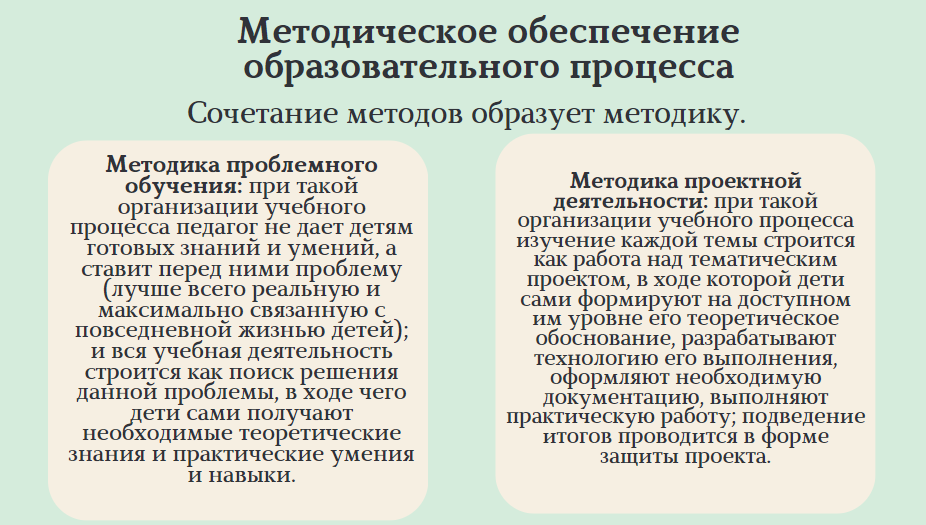 Методическое обеспечение
образовательного процесса
Сочетание методов образует методику.
Методика проблемного
обучения: при такой
организации учебного
процесса педагог не дает детям
готовых знаний и умений, а
ставит перед ними проблему
(лучше всего реальную и
максимально связанную с
повседневной жизнью детей);
и вся учебная деятельность
строится как поиск решения
данной проблемы, в ходе чего
дети сами получают
необходимые теоретические
знания и практические умения
и навыки.
Методика проектной
деятельности: при такой
организации учебного процесса
изучение каждой темы строится
как работа над тематическим
проектом, в ходе которой дети
сами формируют на доступном
им уровне его теоретическое
обоснование, разрабатывают
технологию его выполнения,
оформляют необходимую
документацию, выполняют
практическую работу; подведение
итогов проводится в форме
защиты проекта.